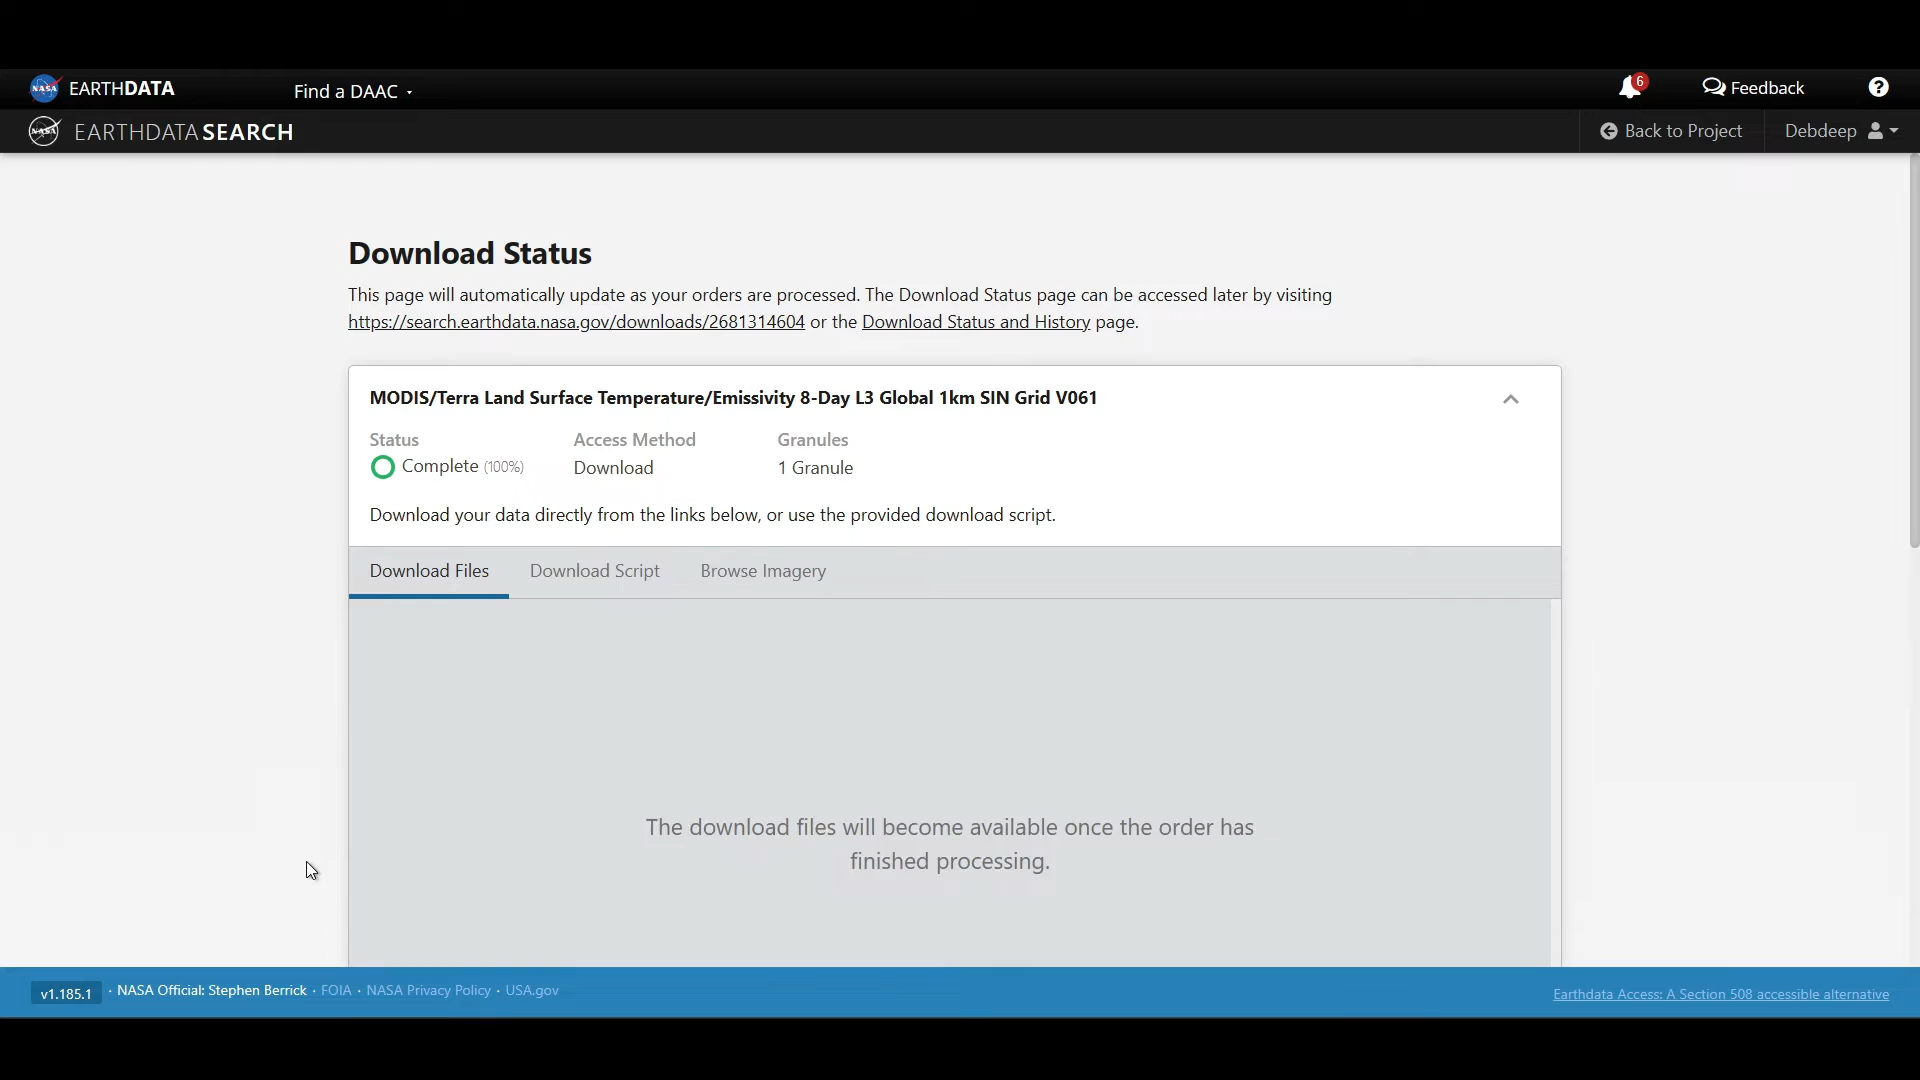 NASA EARTHDATA Find a DAAC 6 Feedback ?
NASA EARTHDATA SEARCH Back to Project Debdeep
Download Status
This page will automatically update as your orders are processed. The Download Status page can be accessed later by visiting
https://search.earthdata.nasa.gov/downloads/2681314604 or the Download Status and History page.
MODIS/Terra Land Surface Temperature/Emissivity 8-Day L3 Global 1km SIN Grid V061
Status Access Method Granules
Complete (100%) Download 1 Granule
Download your data directly from the links below, or use the provided download script.
Download Files Download Script Browse Imagery
The download files will become available once the order has
finished processing.
v1.185.1 · NASA Official: Stephen Berrick · FOIA · NASA Privacy Policy · USA.gov Earthdata Access: A Section 508 accessible alternative